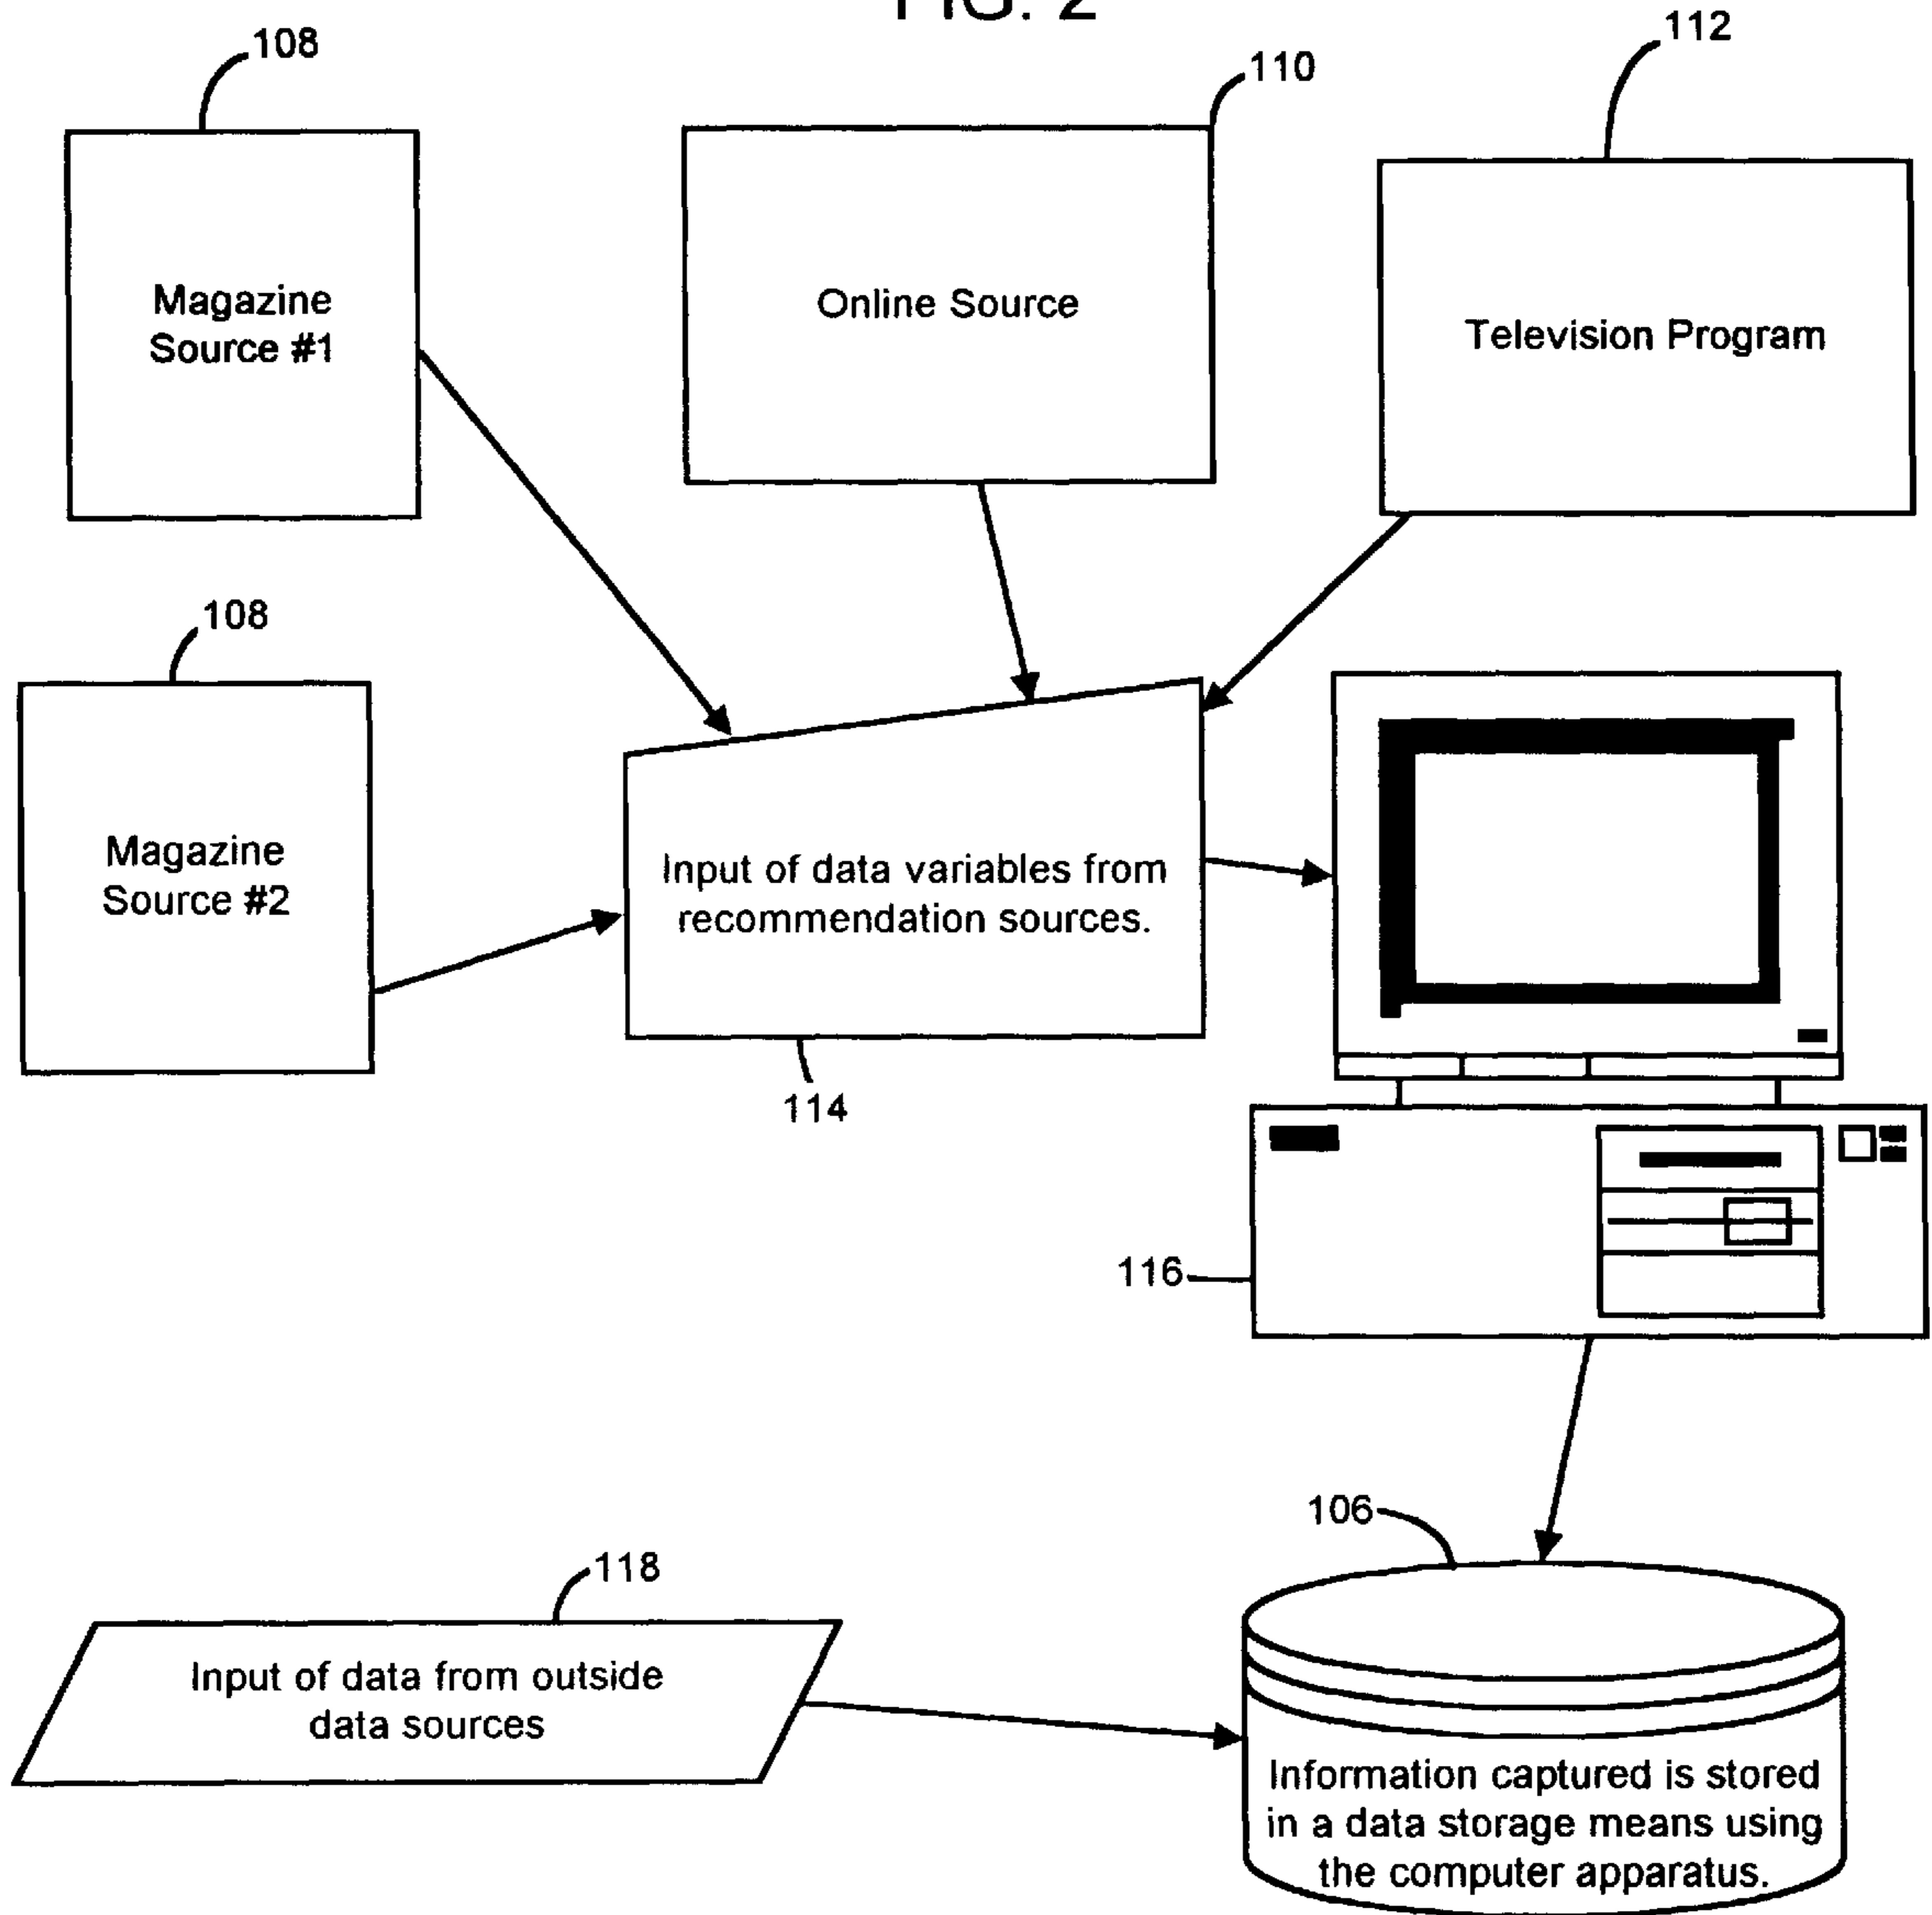 FIG. 2
108
110
112
Magazine
Source #1
Online Source
Television Program
108
Magazine
Source #2
Input of data variables from
recommendation sources.
114
116
106
118
Input of data from outside
data sources
Information captured is stored
in a data storage means using
the computer apparatus.